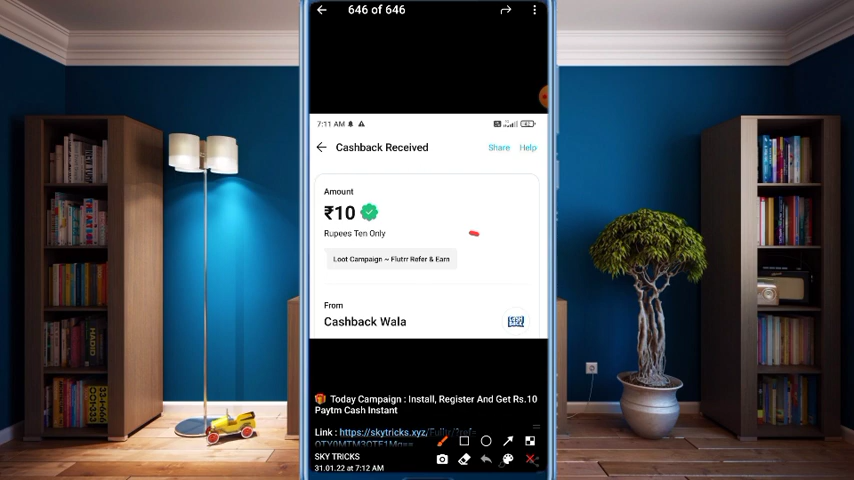 646 of 646
7:11 AM
Cashback Received
Share Help
Amount
₹10
Rupees Ten Only
Loot Campaign ~ Flutrr Refer & Earn
From
Cashback Wala
Today Campaign : Install, Register And Get Rs.10
Paytm Cash Instant
Link : https://skytricks.xyz/
SKY TRICKS
31.01.22 at 7:12 AM